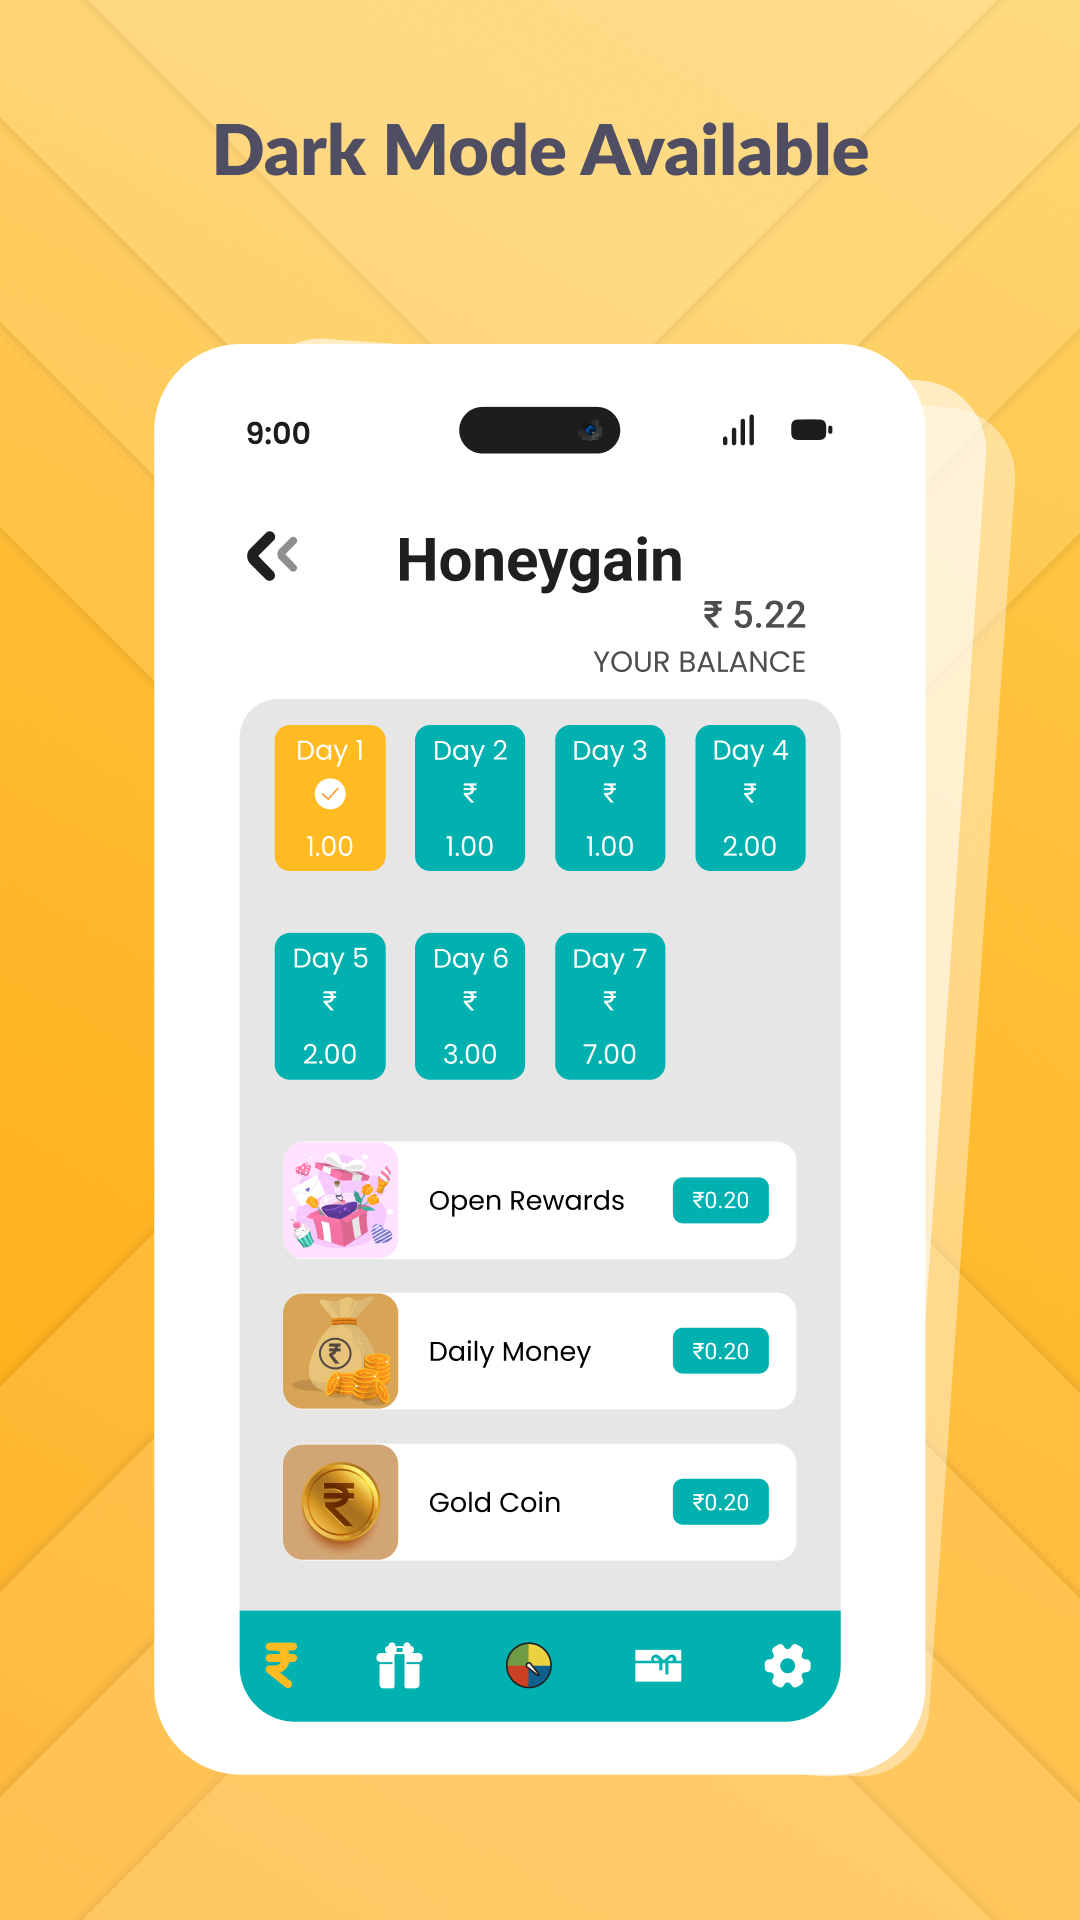 Dark Mode Available
9:00
Honeygain
₹ 5.22
YOUR BALANCE
Day 1 Day 2 Day 3 Day 4
₹ ₹ ₹
1.00 1.00 1.00 2.00
Day 5 Day 6 Day 7
₹ ₹ ₹
2.00 3.00 7.00
Open Rewards ₹0.20
₹
Daily Money ₹0.20
₹
Gold Coin ₹0.20
₹